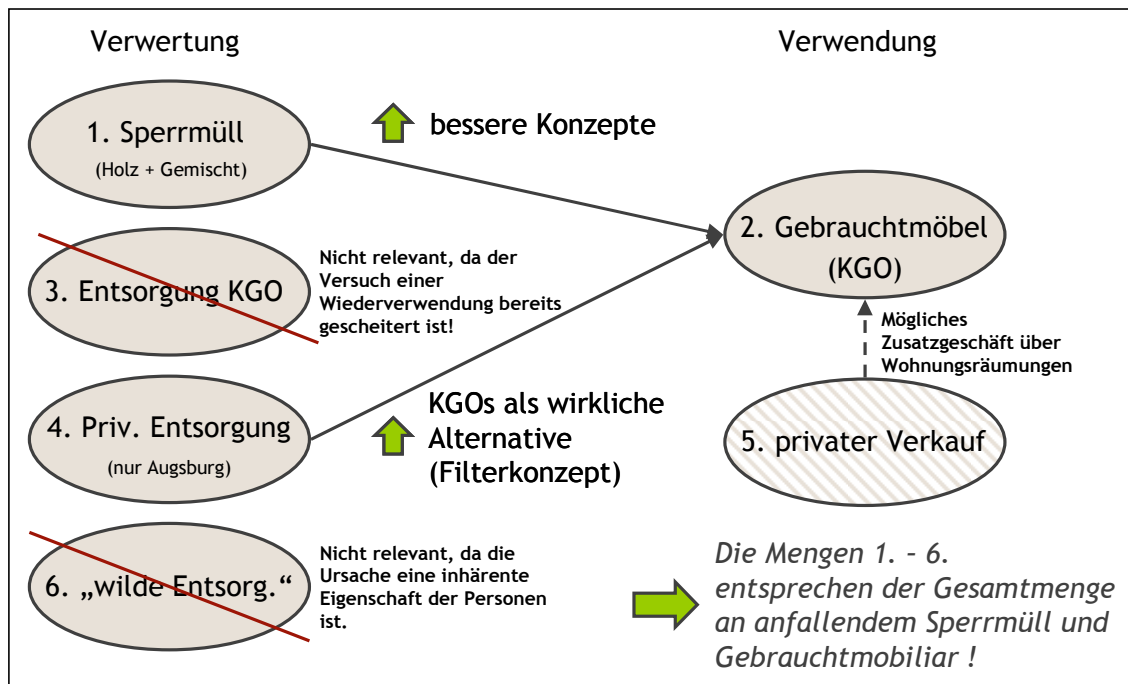 Verwertung
Verwendung
1. Sperrmüll
(Holz + Gemischt)
bessere Konzepte
2. Gebrauchtmöbel
(KGO)
3. Entsorgung KGO
Nicht relevant, da der
Versuch einer
Wiederverwendung bereits
gescheitert ist!
Mögliches
Zusatzgeschäft über
Wohnungsräumungen
4. Priv. Entsorgung
(nur Augsburg)
KGOs als wirkliche
Alternative
(Filterkonzept)
5. privater Verkauf
6. „wilde Entsorg.“
Nicht relevant, da die
Ursache eine inhärente
Eigenschaft der Personen
ist.
Die Mengen 1. - 6.
entsprechen der Gesamtmenge
an anfallendem Sperrmüll und
Gebrauchtmobiliar !